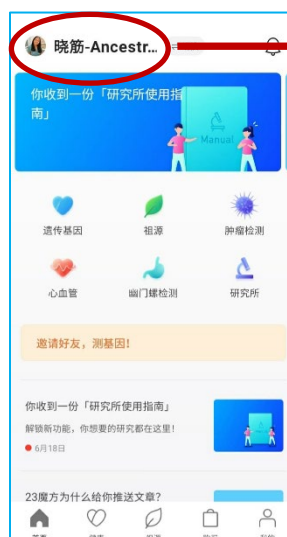 晓筋-Ancestr...
你收到一份「研究所使用指
南」
Manual
遗传基因
祖源
肿瘤检测
心血管
幽门螺检测
研究所
邀请好友，测基因！
你收到一份「研究所使用指南」
解锁新功能，你想要的研究都在这里！
6月18日
23魔方为什么给你推送文章？